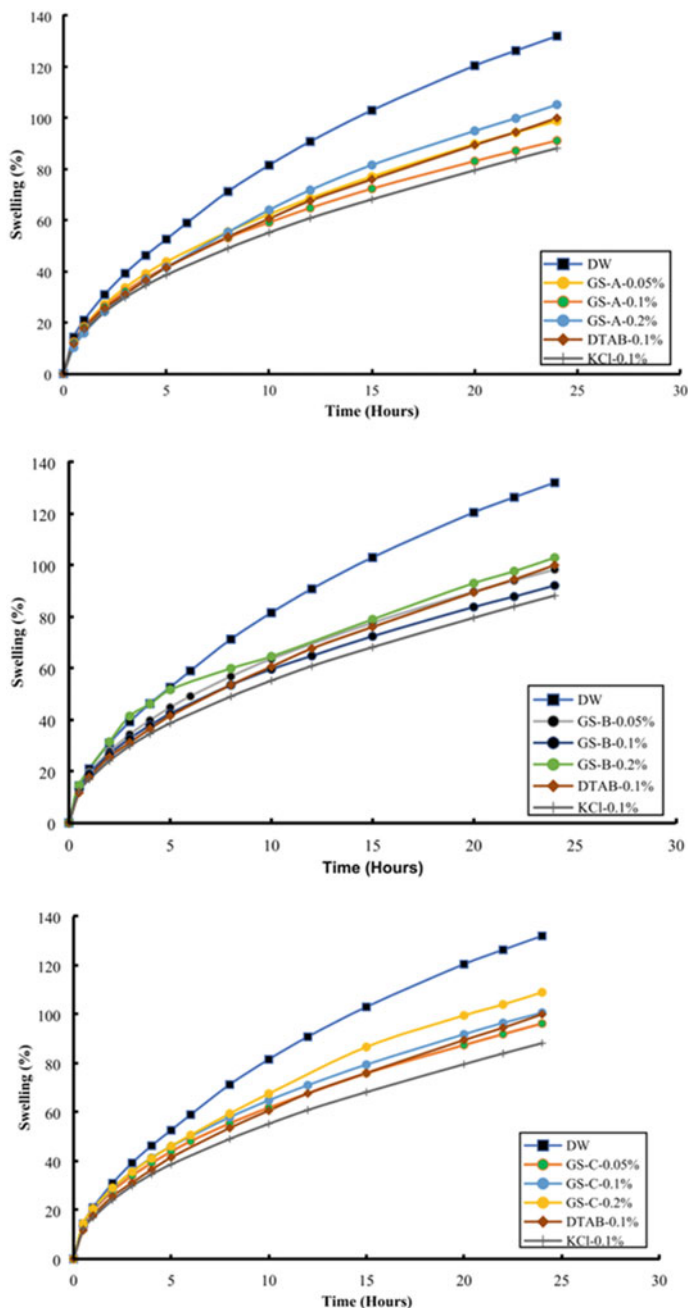 140
120
100
80
60
40
20
0
Swelling (%)
DW
GS-A-0.05%
GS-A-0.1%
GS-A-0.2%
DTAB-0.1%
KCl-0.1%
0 5 10 15 20 25 30
Time (Hours)
140
120
100
80
60
40
20
0
Swelling (%)
DW
GS-B-0.05%
GS-B-0.1%
GS-B-0.2%
DTAB-0.1%
KCl-0.1%
0 5 10 15 20 25 30
Time (Hours)
140
120
100
80
60
40
20
0
Swelling (%)
DW
GS-C-0.05%
GS-C-0.1%
GS-C-0.2%
DTAB-0.1%
KCl-0.1%
0 5 10 15 20 25 30
Time (Hours)